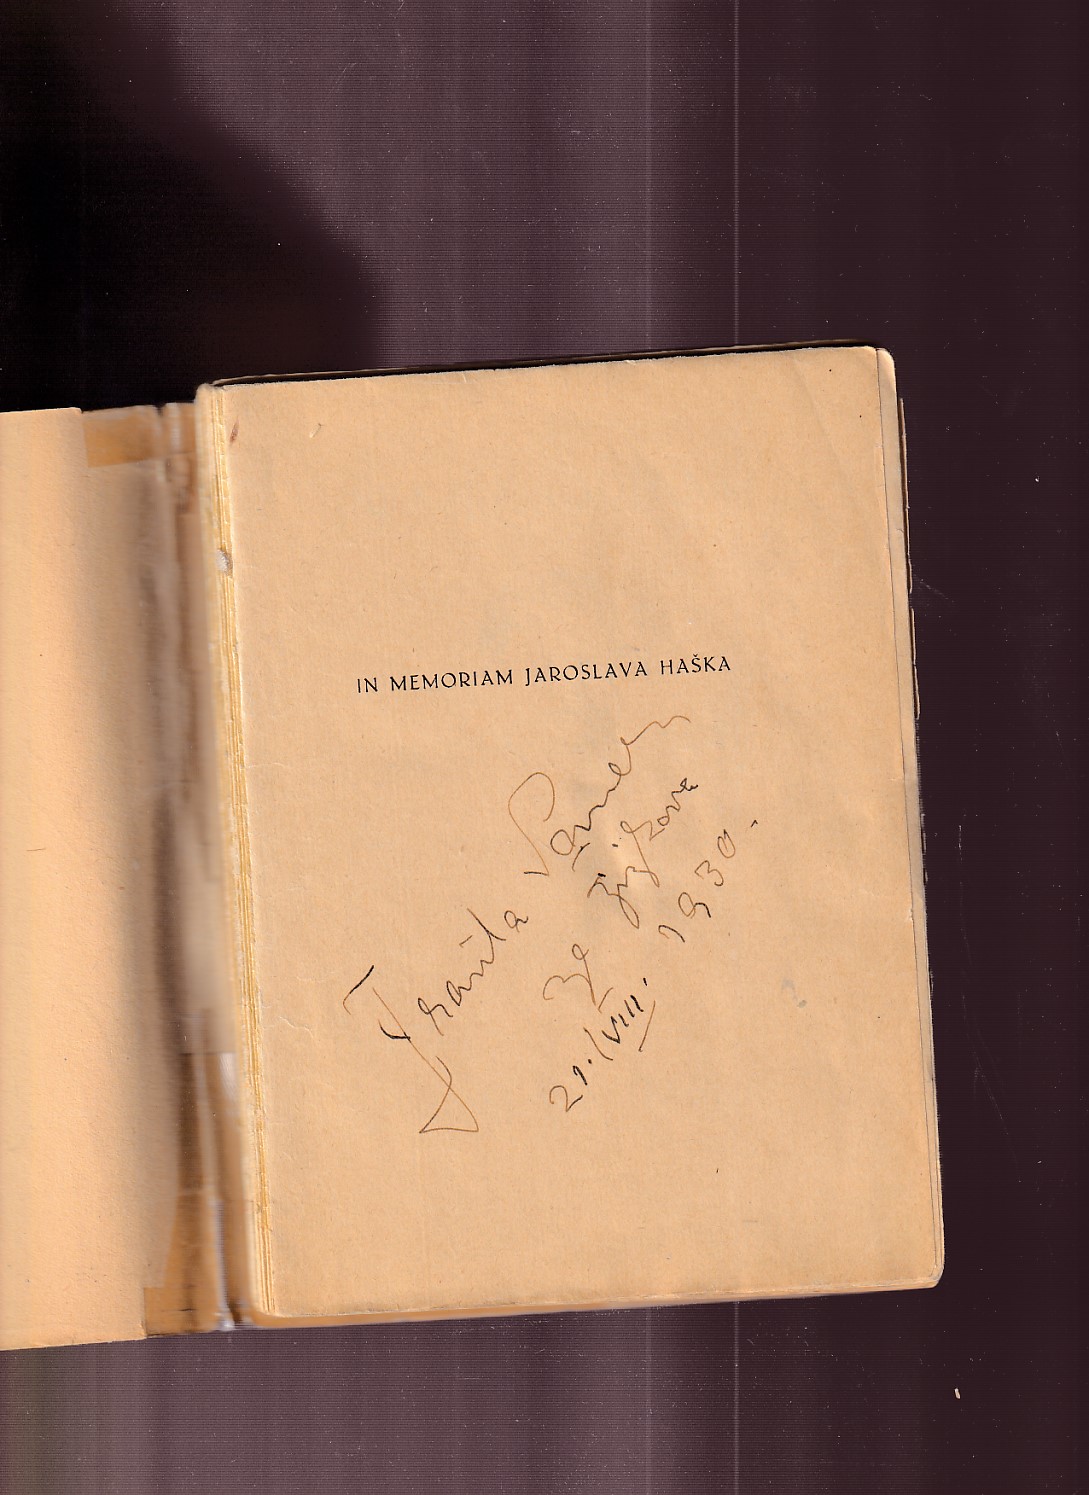 IN MEMORIAM JAROSLAVA HAŠKA
Franta Sauer
ze Žižkova
21./VIII. 1930.